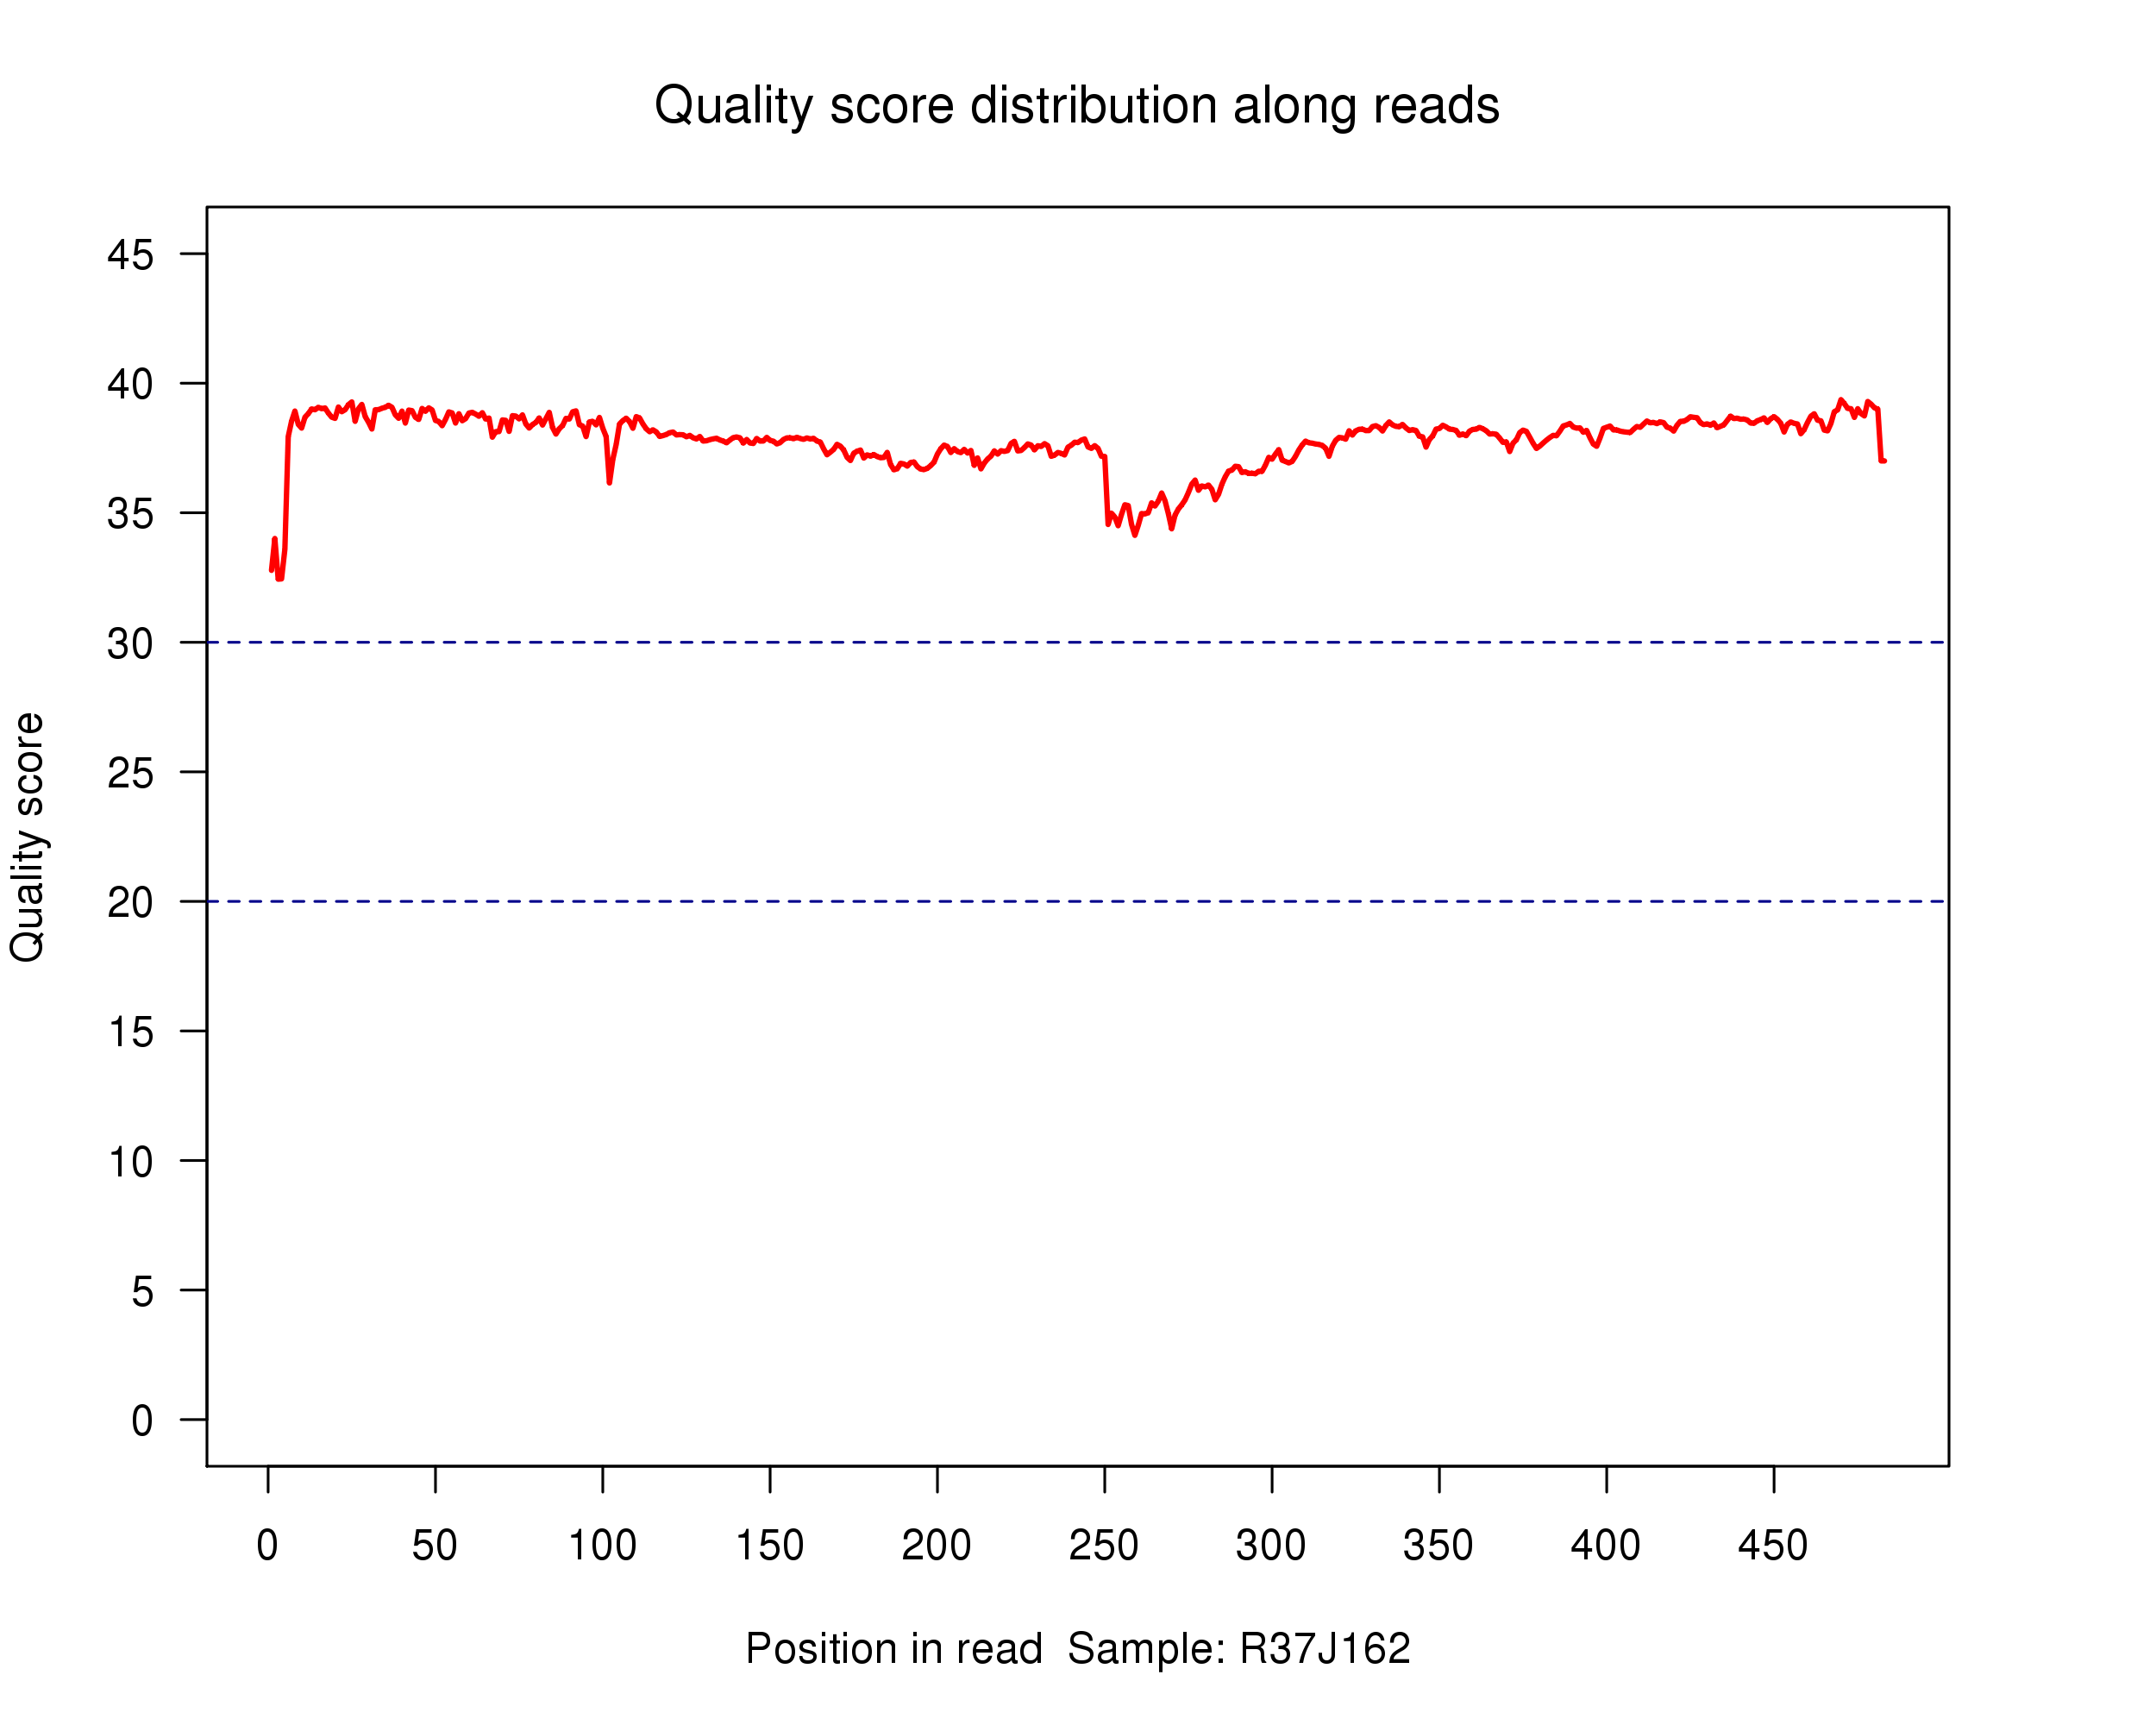 Quality score distribution along reads
45
40
35
30
25
20
15
10
5
0
Quality score
0 50 100 150 200 250 300 350 400 450
Position in read  Sample: R37J162